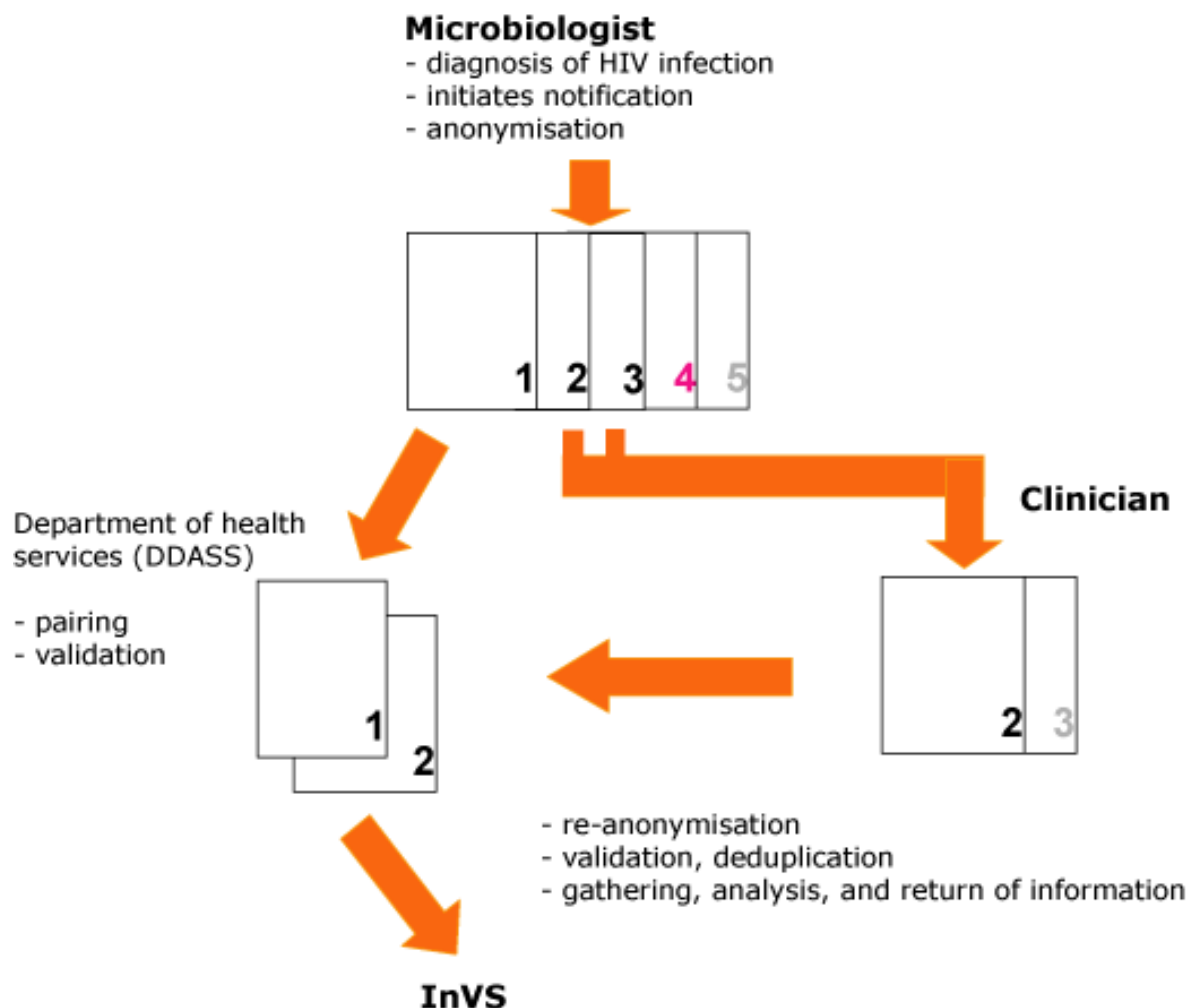 Microbiologist
- diagnosis of HIV infection
- initiates notification
- anonymisation
1 2 3 4 5
Clinician
Department of health
services (DDASS)
- pairing
- validation
1
2
2 3
- re-anonymisation
- validation, deduplication
- gathering, analysis, and return of information
InVS